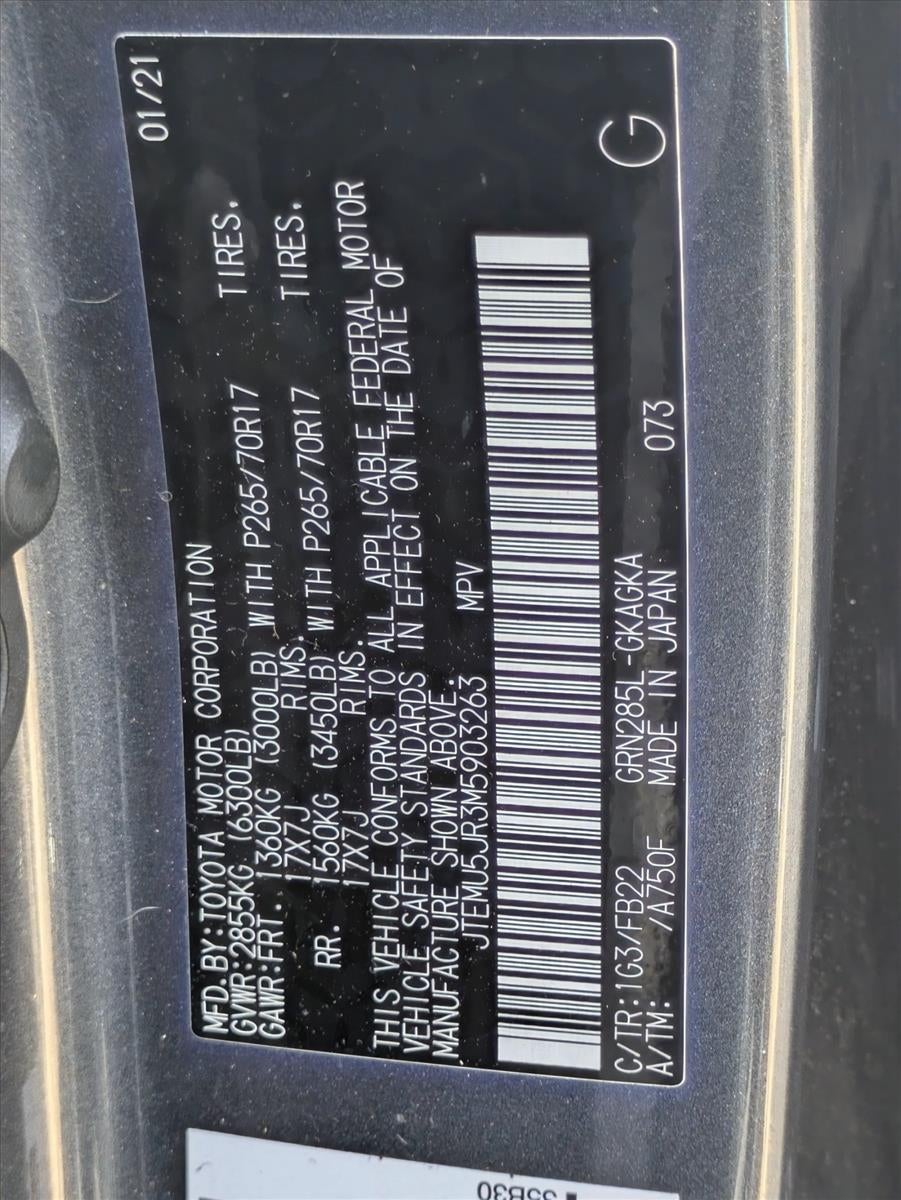 MFD.BY:TOYOTA MOTOR CORPORATION 01/21
GVWR:2855KG (6300LB)
GAWR:FRT. 1360KG (3000LB) WITH P265/70R17 TIRES.
17X7J RIMS.
RR. 1560KG (3450LB) WITH P265/70R17 TIRES.
17X7J RIMS.
THIS VEHICLE CONFORMS TO ALL APPLICABLE FEDERAL MOTOR
VEHICLE SAFETY STANDARDS IN EFFECT ON THE DATE OF
MANUFACTURE SHOWN ABOVE.
JTEMU5JR3M5903263 MPV
C/TR:1G3/FB22 GRN285L-GKAGKA G
A/TM: /A750F MADE IN JAPAN 073
35B30